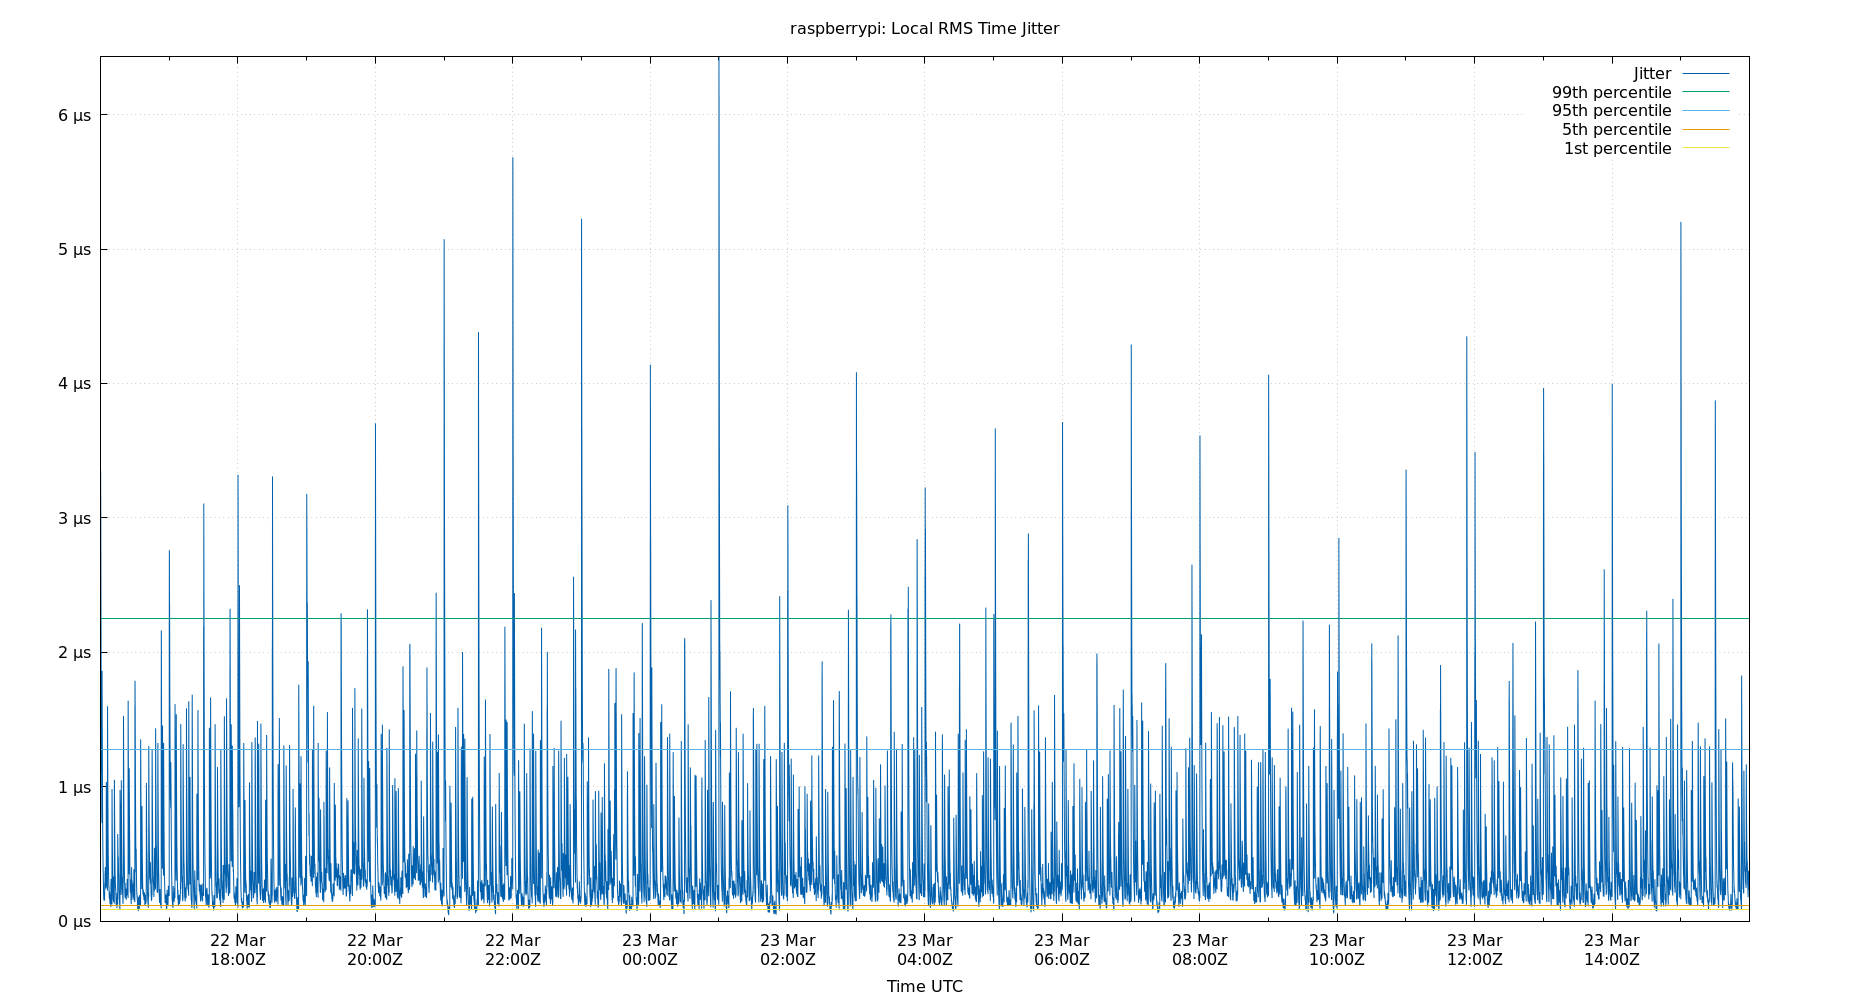 raspberrypi: Local RMS Time Jitter
Jitter
99th percentile
95th percentile
5th percentile
1st percentile
6 µs
5 µs
4 µs
3 µs
2 µs
1 µs
0 µs
22 Mar 22 Mar 22 Mar 23 Mar 23 Mar 23 Mar 23 Mar 23 Mar 23 Mar 23 Mar 23 Mar
18:00Z 20:00Z 22:00Z 00:00Z 02:00Z 04:00Z 06:00Z 08:00Z 10:00Z 12:00Z 14:00Z
Time UTC